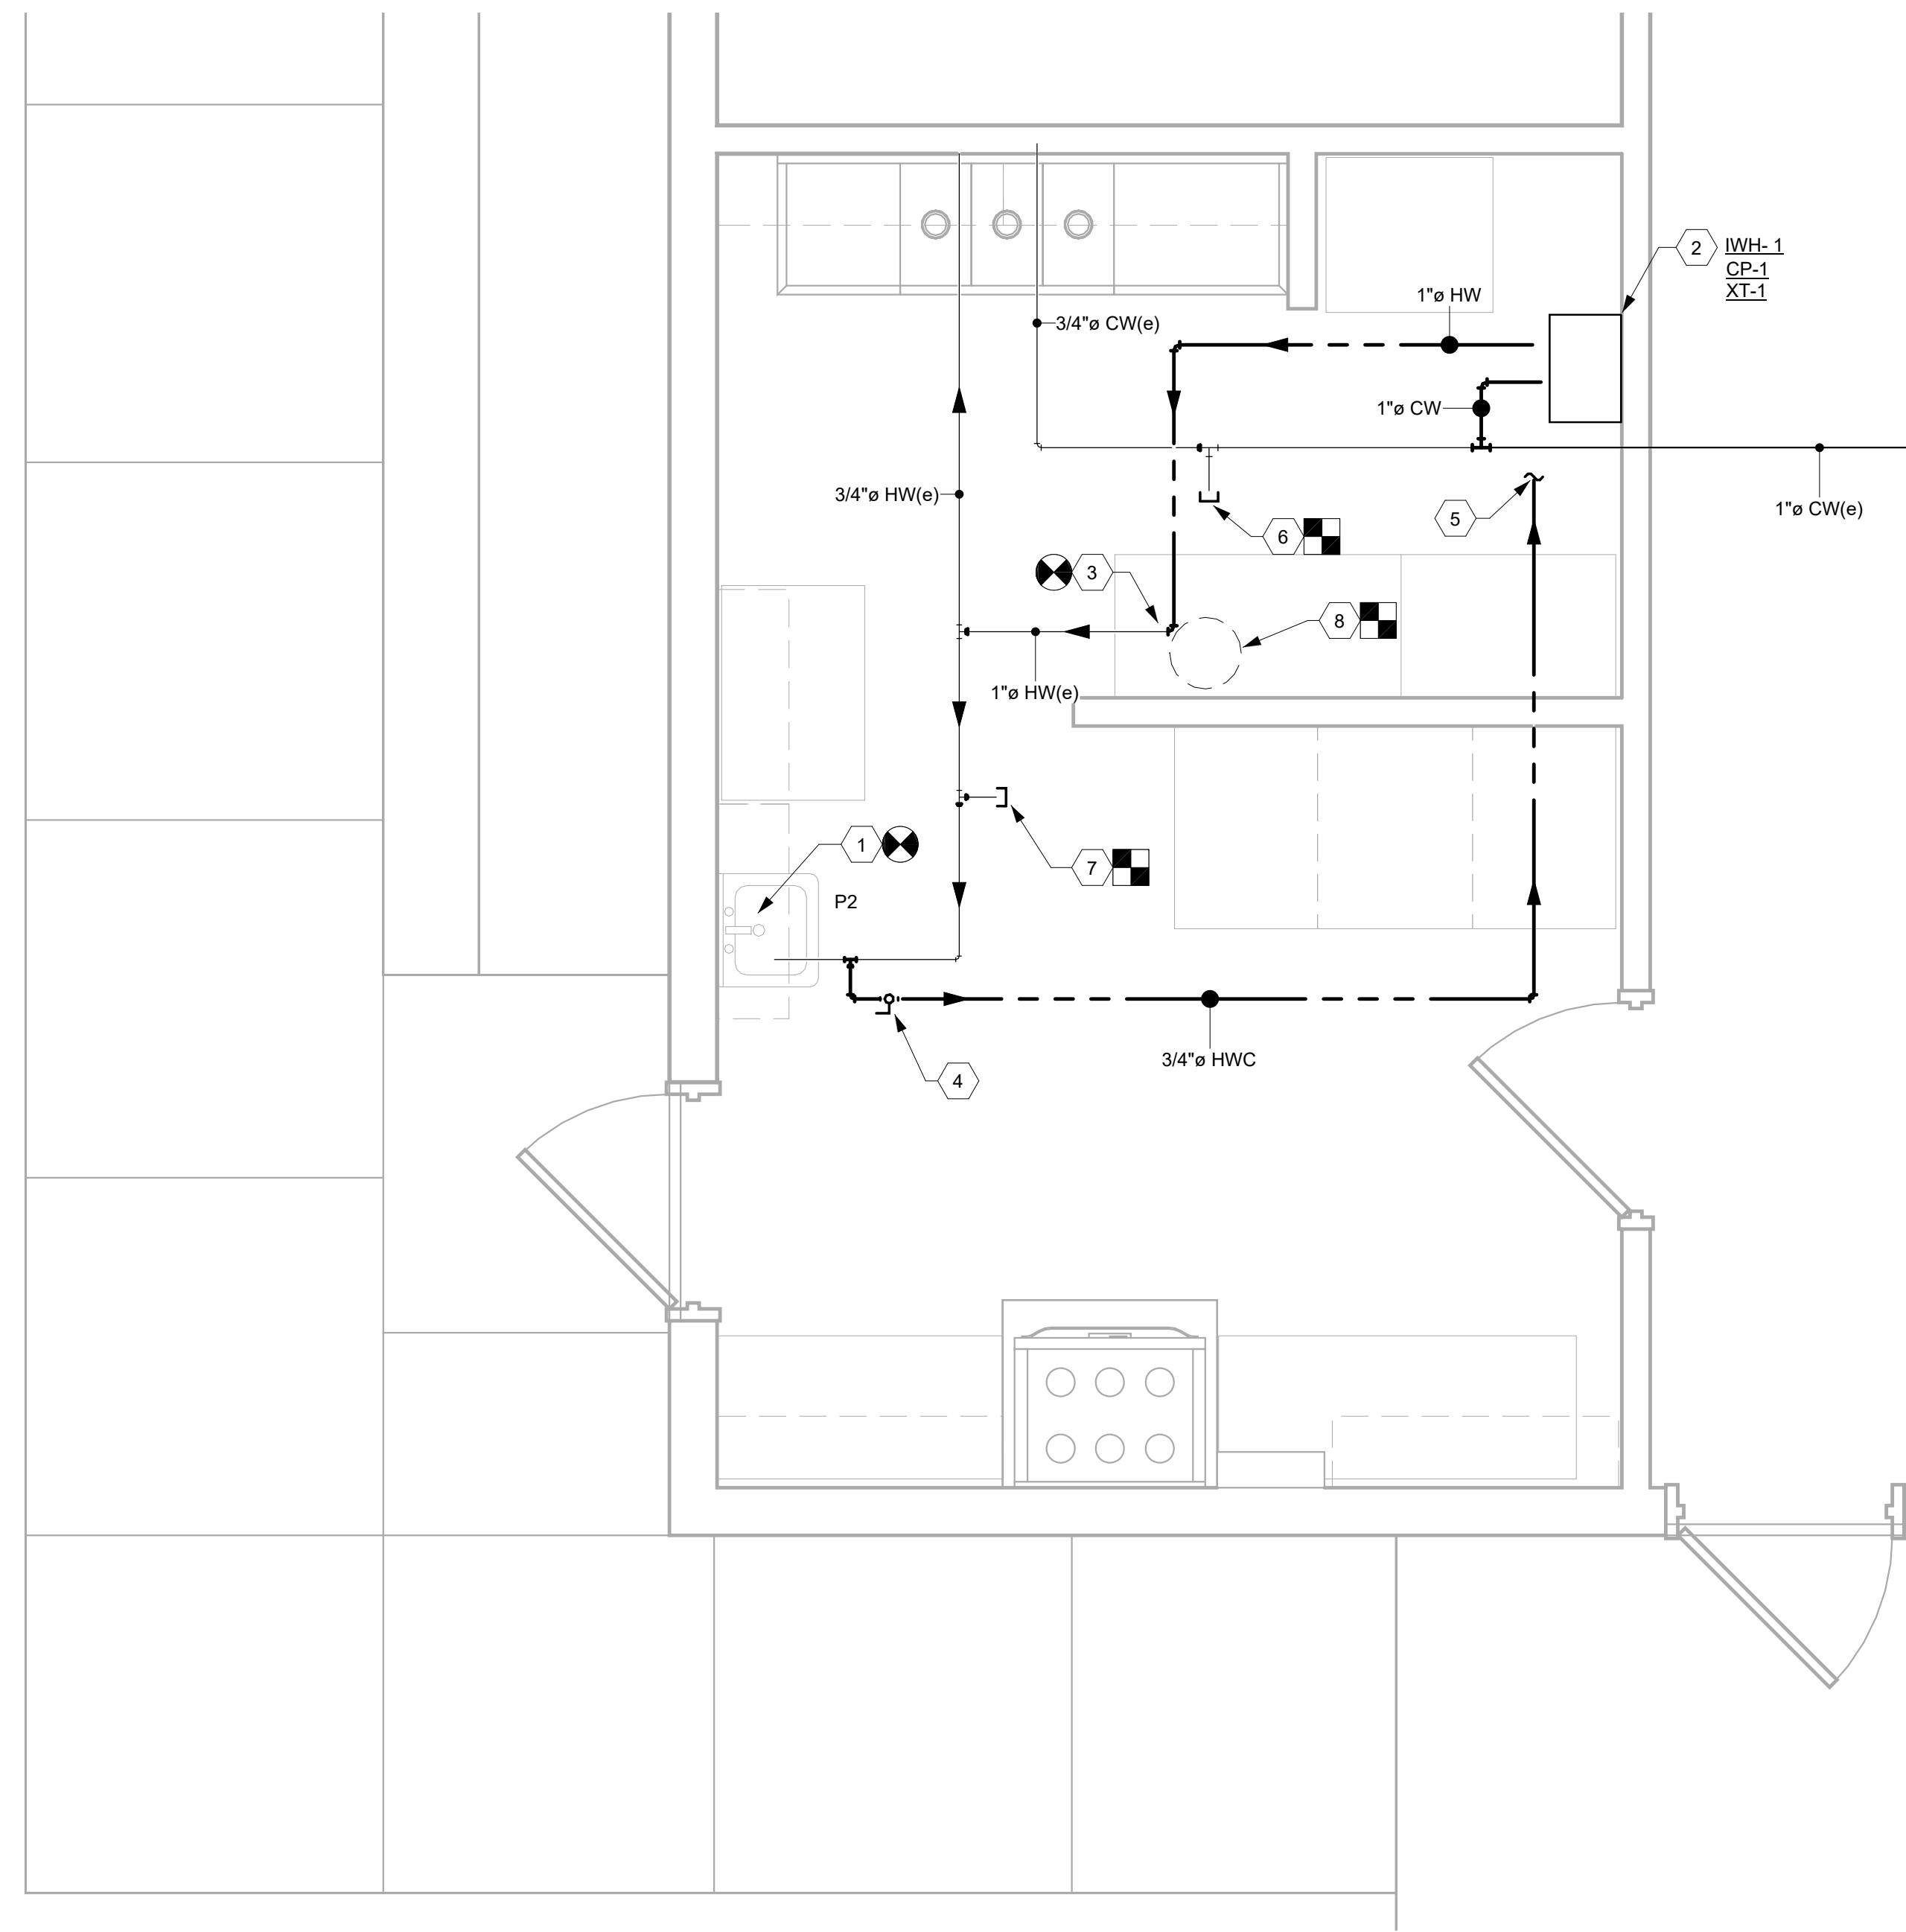 2
IWH- 1
CP-1
XT-1
1"ø HW
3/4"ø CW(e)
1"ø CW
3/4"ø HW(e)
1"ø CW(e)
5
6
3
8
1"ø HW(e)
1
7
P2
3/4"ø HWC
4